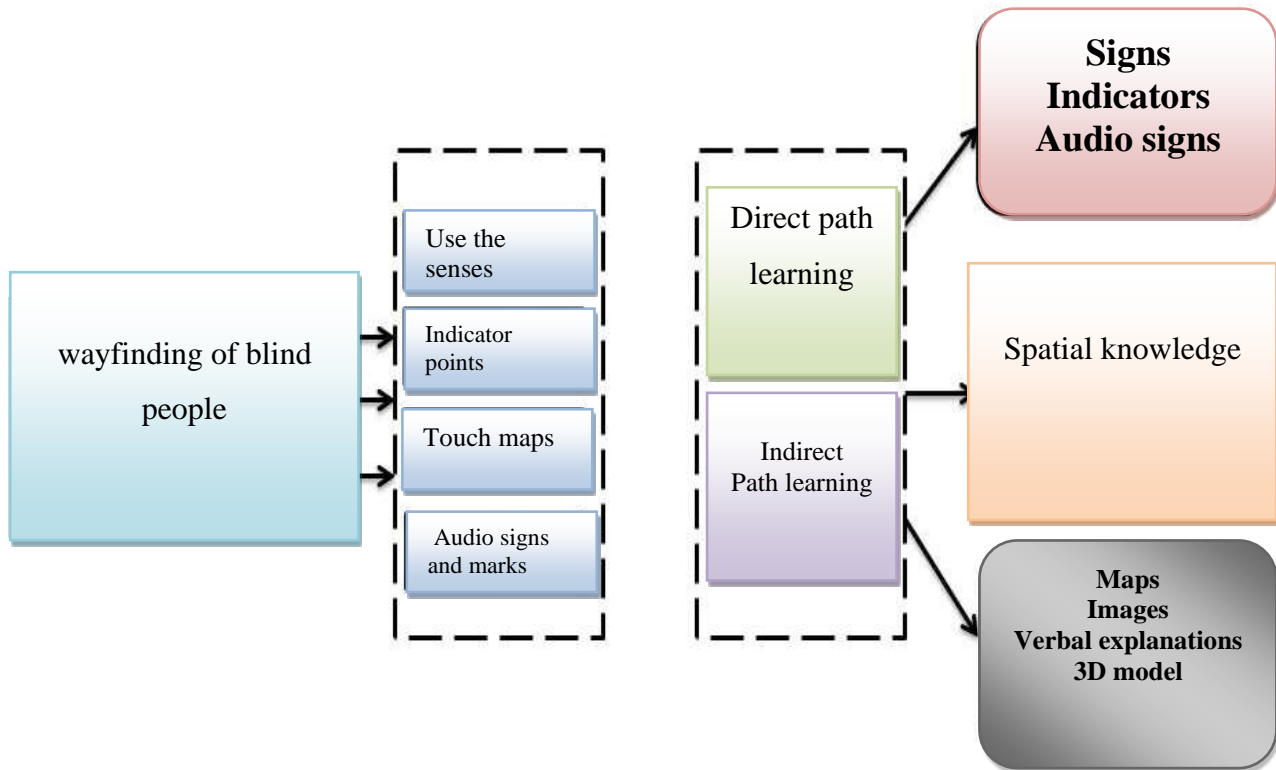 wayfinding of blind
people
Use the
senses
Indicator
points
Touch maps
Audio signs
and marks
Direct path
learning
Indirect
Path learning
Signs
Indicators
Audio signs
Spatial knowledge
Maps
Images
Verbal explanations
3D model